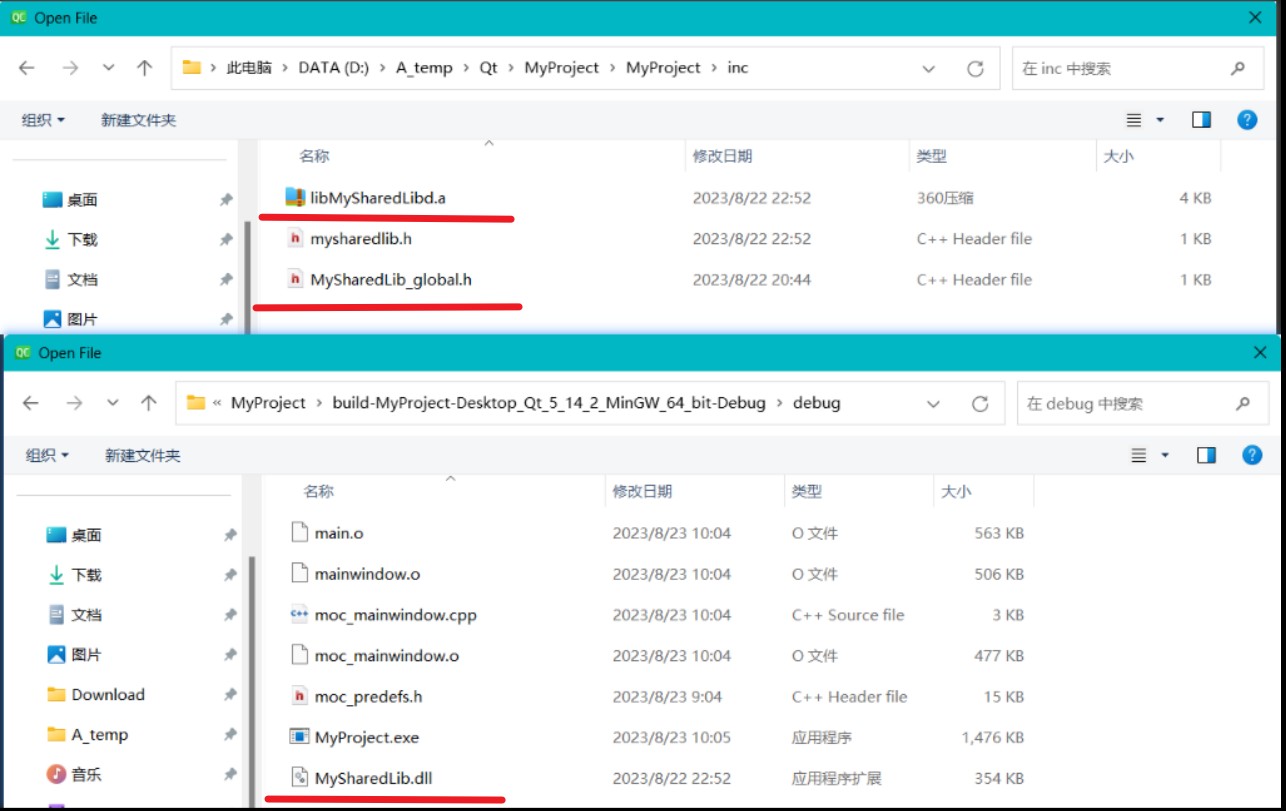 QC Open File
此电脑 > DATA (D:) > A_temp > Qt > MyProject > MyProject > inc
在 inc 中搜索
组织 新建文件夹
名称 修改日期 类型 大小
桌面
下载
文档
图片
libMySharedLibd.a 2023/8/22 22:52 360压缩 4 KB
h mysharedlib.h 2023/8/22 22:52 C++ Header file 1 KB
h MySharedLib_global.h 2023/8/22 20:44 C++ Header file 1 KB
QC Open File
« MyProject > build-MyProject-Desktop_Qt_5_14_2_MinGW_64_bit-Debug > debug
在 debug 中搜索
组织 新建文件夹
名称 修改日期 类型 大小
桌面
下载
文档
图片
Download
A_temp
音乐
main.o 2023/8/23 10:04 O 文件 563 KB
mainwindow.o 2023/8/23 10:04 O 文件 506 KB
c++ moc_mainwindow.cpp 2023/8/23 10:04 C++ Source file 3 KB
moc_mainwindow.o 2023/8/23 10:04 O 文件 477 KB
h moc_predefs.h 2023/8/23 9:04 C++ Header file 15 KB
MyProject.exe 2023/8/23 10:05 应用程序 1,476 KB
MySharedLib.dll 2023/8/22 22:52 应用程序扩展 354 KB